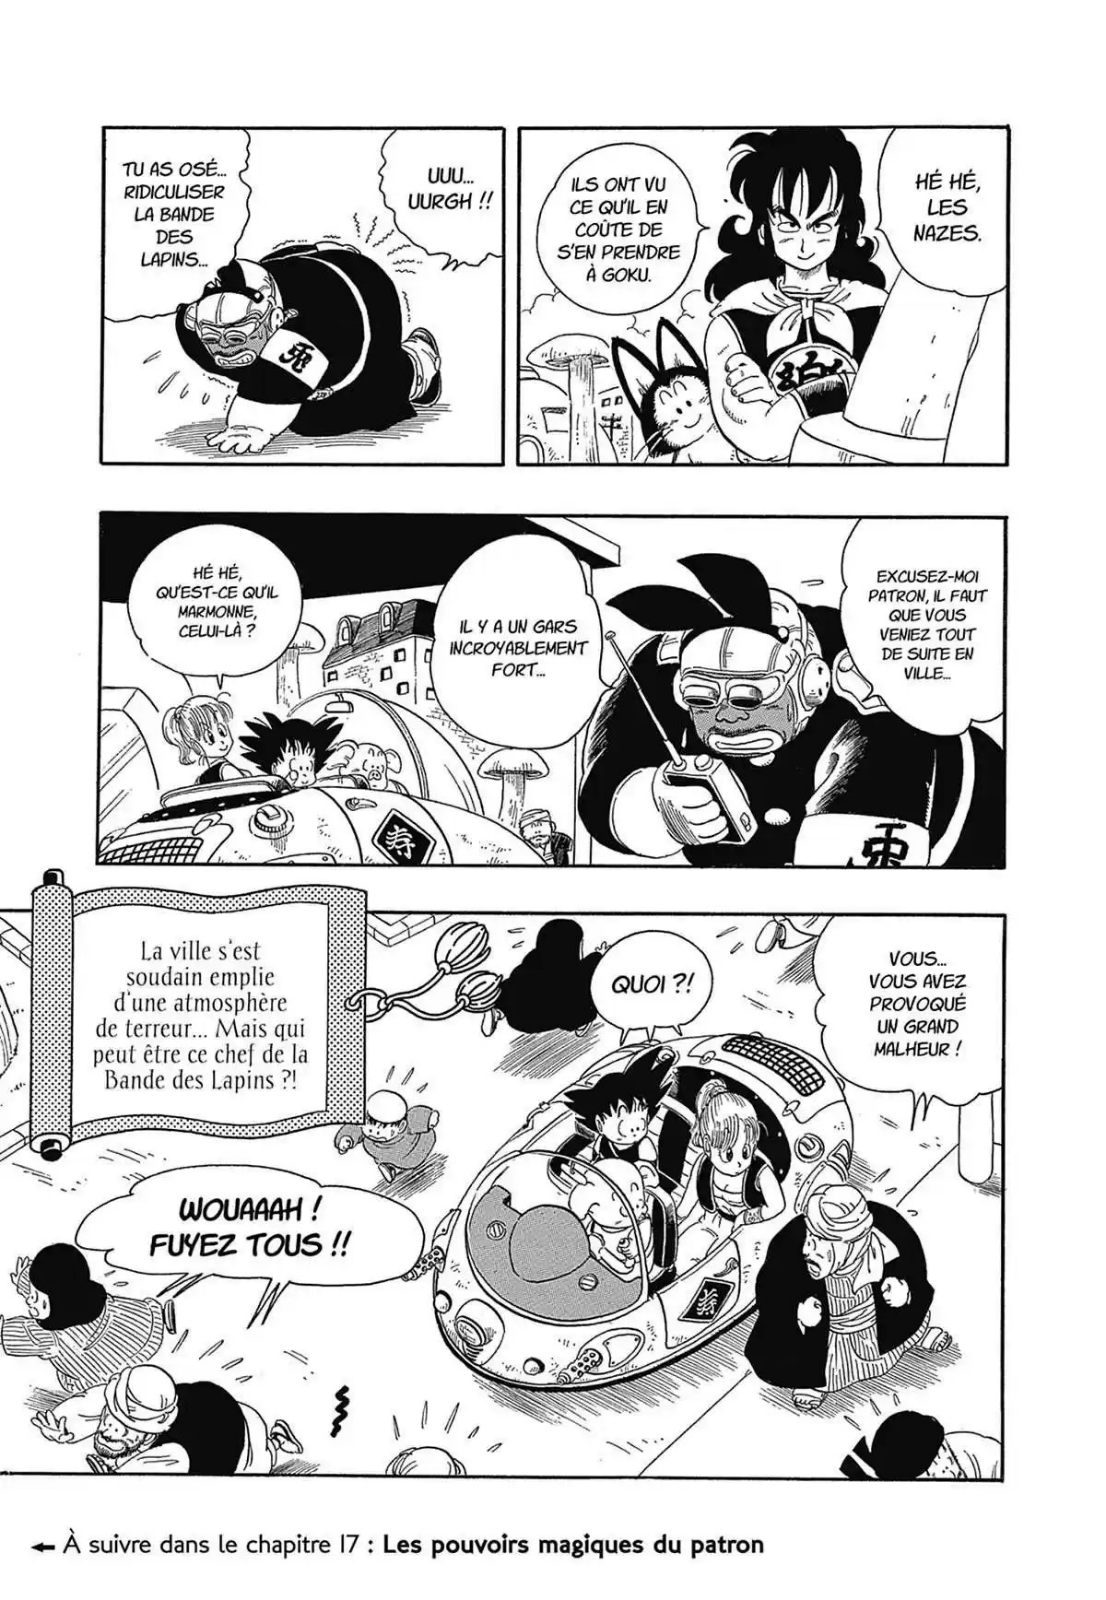 HÉ HÉ,
LES
NAZES.
ILS ONT VU
CE QU'IL EN
COÛTE DE
S'EN PRENDRE
À GOKU.
UUU...
UURGH !!
TU AS OSÉ...
RIDICULISER
LA BANDE
DES
LAPINS...
兎
EXCUSEZ-MOI
PATRON, IL FAUT
QUE VOUS
VENIEZ TOUT
DE SUITE EN
VILLE...
IL Y A UN GARS
INCROYABLEMENT
FORT...
HÉ HÉ,
QU'EST-CE QU'IL
MARMONNE,
CELUI-LÀ ?
兎
VOUS...
VOUS AVEZ
PROVOQUÉ
UN GRAND
MALHEUR !
QUOI ?!
La ville s'est
soudain emplie
d'une atmosphère
de terreur... Mais qui
peut être ce chef de la
Bande des Lapins ?!
WOUAAAH !
FUYEZ TOUS !!
À suivre dans le chapitre 17 : Les pouvoirs magiques du patron